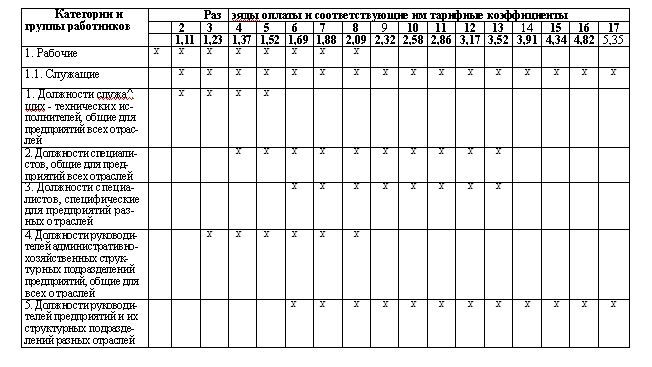 Категории и группы работников Раз яды оплаты и соответствующие им тарифные коэффициенты
2 3 4 5 6 7 8 9 10 11 12 13 14 15 16 17
1,11 1,23 1,37 1,52 1,69 1,88 2,09 2,32 2,58 2,86 3,17 3,52 3,91 4,34 4,82 5,35
1. Рабочие x x x x x x x x
1.1. Служащие x x x x x x x x x x x x x x x x
1. Должности служа^ x x x x
щих - технических ис-
полнителей, общие для
предприятий всех отрас-
лей
2. Должности специали- x x x x x x x x x x
стов, общие для пред-
приятий всех отраслей
3. Должности специа- x x x x x x x x
листов, специфические
для предприятий раз-
ных отраслей
4. Должности руководи- x x x x x x
телей административно-
хозяйственных струк-
турных подразделений
предприятий, общие для
всех отраслей
5. Должности руководи- x x x x x x x x x x x x
телей предприятий и их
структурных подразде-
лений разных отраслей